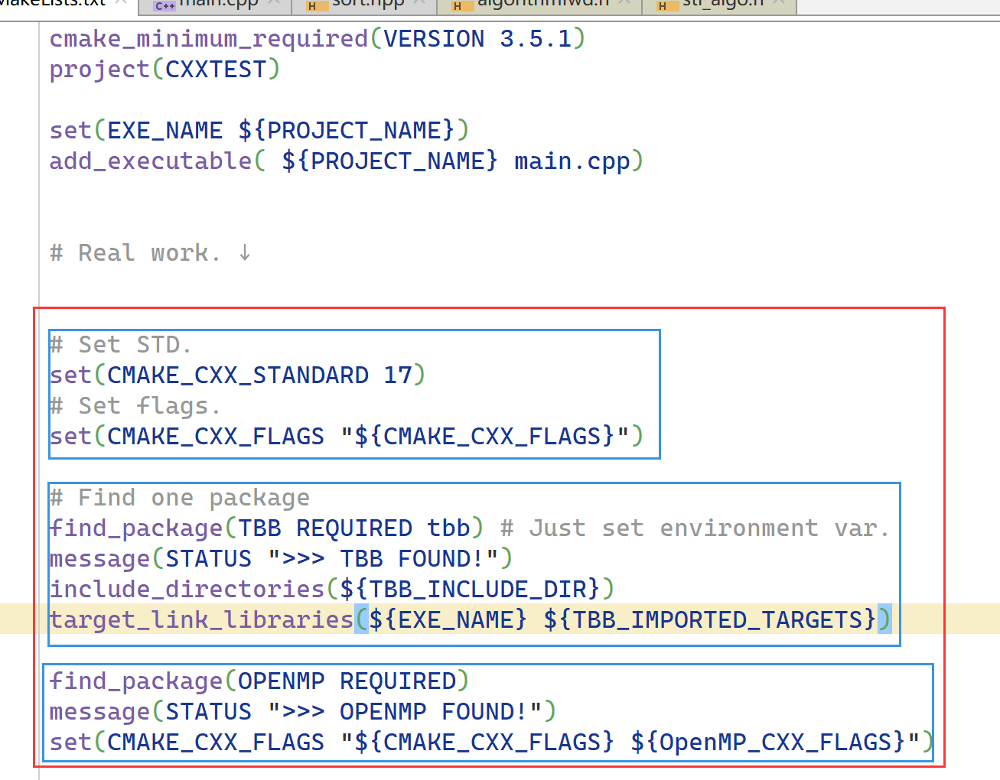 MakeLists.txt main.cpp sort.hpp algorithmfwd.h stl_algo.h
cmake_minimum_required(VERSION 3.5.1)
project(CXXTEST)
set(EXE_NAME ${PROJECT_NAME})
add_executable( ${PROJECT_NAME} main.cpp)
# Real work. ↓
# Set STD.
set(CMAKE_CXX_STANDARD 17)
# Set flags.
set(CMAKE_CXX_FLAGS "${CMAKE_CXX_FLAGS}")
# Find one package
find_package(TBB REQUIRED tbb) # Just set environment var.
message(STATUS ">>> TBB FOUND!")
include_directories(${TBB_INCLUDE_DIR})
target_link_libraries(${EXE_NAME} ${TBB_IMPORTED_TARGETS})
find_package(OPENMP REQUIRED)
message(STATUS ">>> OPENMP FOUND!")
set(CMAKE_CXX_FLAGS "${CMAKE_CXX_FLAGS} ${OpenMP_CXX_FLAGS}")